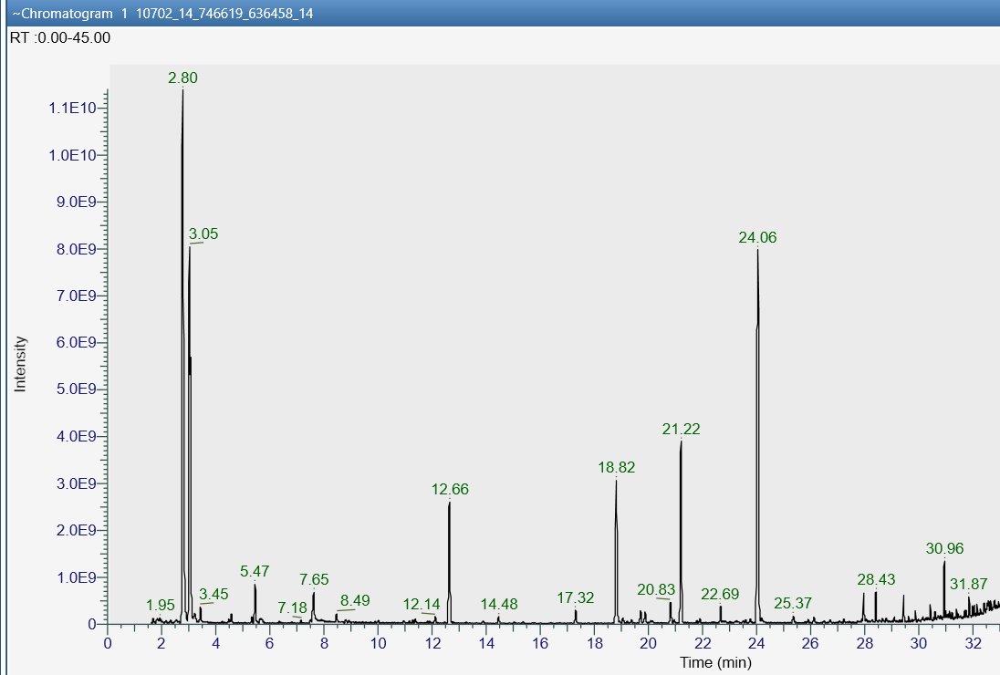 ~Chromatogram 1 10702_14_746619_636458_14
RT :0.00-45.00
2.80
1.1E10
1.0E10
9.0E9
3.05
24.06
8.0E9
7.0E9
6.0E9
5.0E9
21.22
4.0E9
18.82
3.0E9
12.66
2.0E9
30.96
1.0E9
5.47
7.65
28.43
31.87
20.83
3.45
22.69
17.32
8.49
1.95
7.18
12.14
14.48
25.37
0
Intensity
0 2 4 6 8 10 12 14 16 18 20 22 24 26 28 30 32
Time (min)